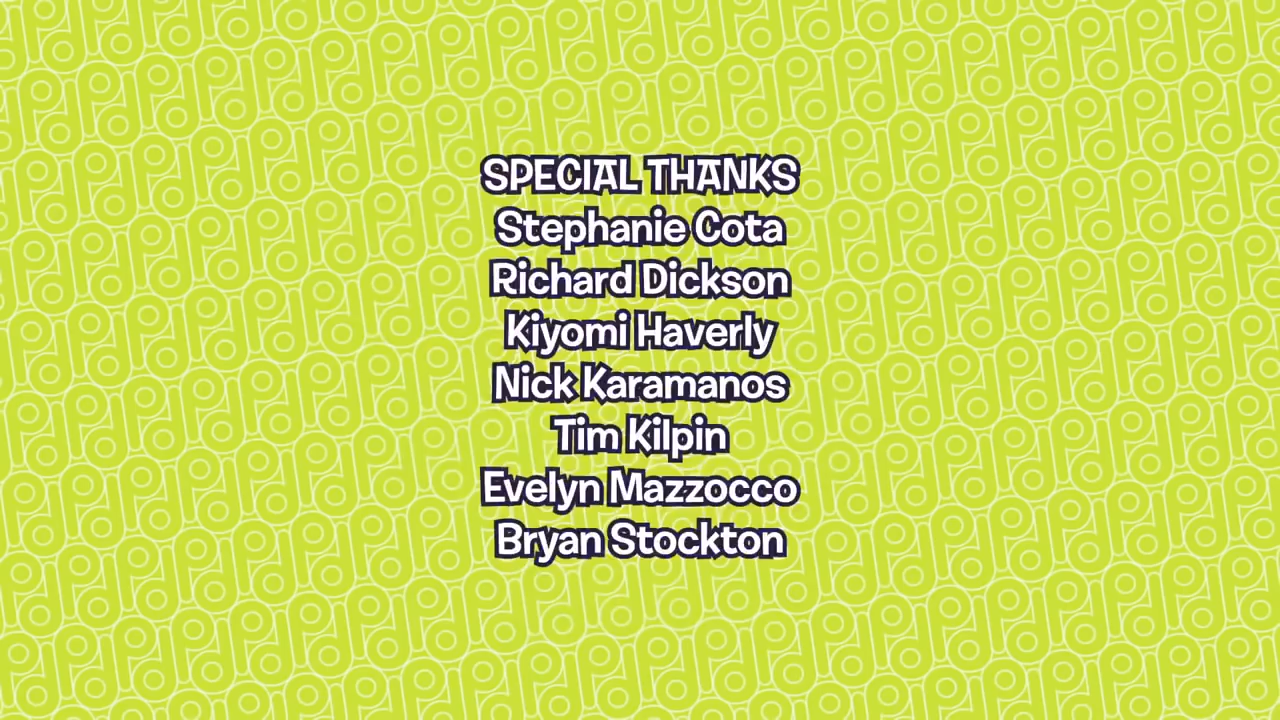 SPECIAL THANKS
Stephanie Cota
Richard Dickson
Kiyomi Haverly
Nick Karamanos
Tim Kilpin
Evelyn Mazzocco
Bryan Stockton